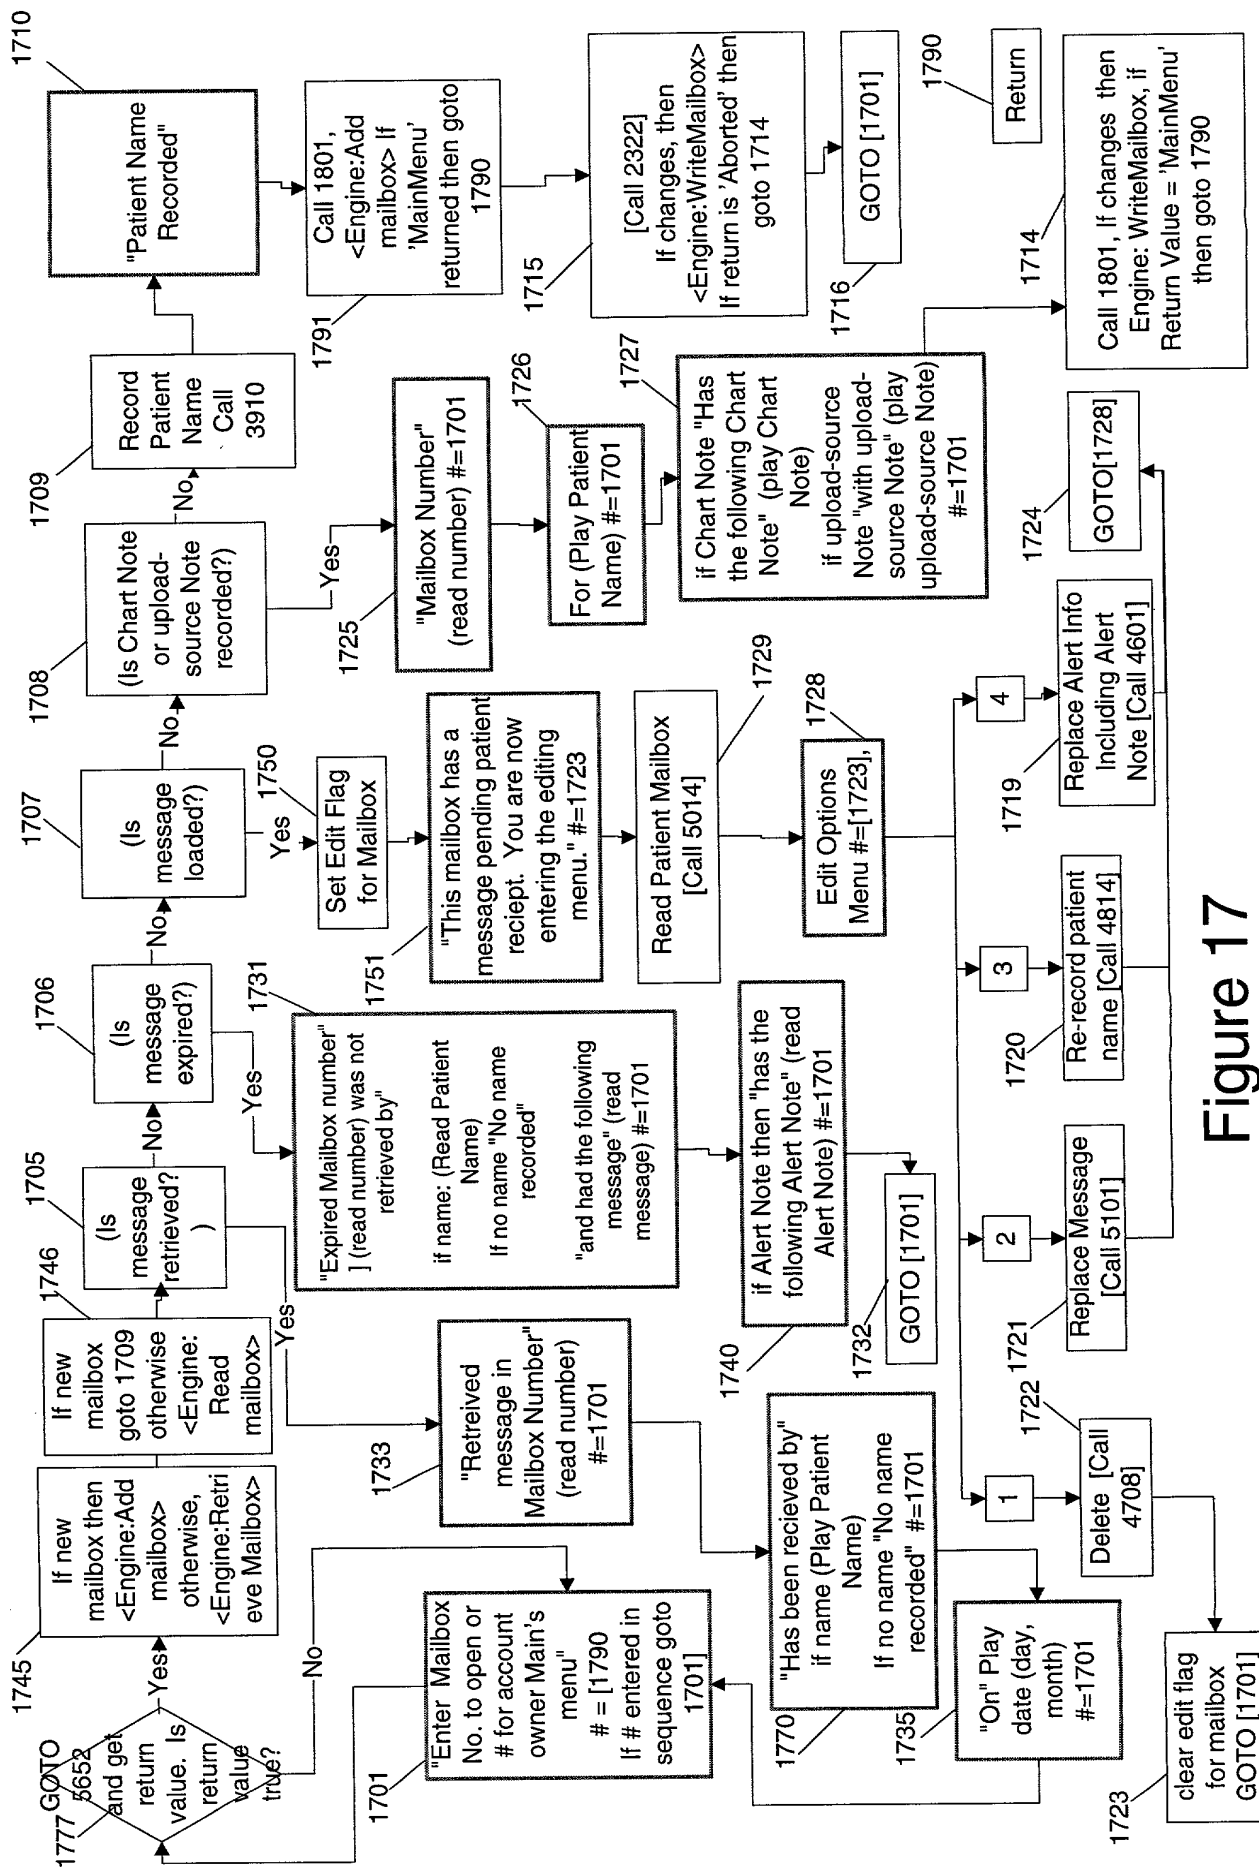 1777
GOTO
5652
and get
return
value. Is
return
value
true?
Yes
No
1745
If new
mailbox then
<Engine:Add
mailbox>
otherwise,
<Engine:Retri
eve Mailbox>
1746
If new
mailbox
goto 1709
otherwise
<Engine:
Read
mailbox>
1705
(Is
message
retrieved?
)
No
Yes
1706
(Is
message
expired?)
No
Yes
1707
(Is
message
loaded?)
No
Yes
1708
(Is Chart Note
or upload-
source Note
recorded?)
No
Yes
1709
Record
Patient
Name
Call
3910
1710
"Patient Name
Recorded"
1701
"Enter Mailbox
No. to open or
# for account
owner Main's
menu"
# = [1790
If # entered in
sequence goto
1701]
1733
"Retreived
message in
Mailbox Number"
(read number)
#=1701
1731
"Expired Mailbox number"
] (read number) was not
retrieved by"
if name: (Read Patient
Name)
If no name "No name
recorded"
"and had the following
message" (read
message) #=1701
1750
Set Edit Flag
for Mailbox
1751
"This mailbox has a
message pending patient
reciept. You are now
entering the editing
menu." #=1723
1725
"Mailbox Number"
(read number) #=1701
1726
For (Play Patient
Name) #=1701
1791
Call 1801,
<Engine:Add
mailbox> If
'MainMenu'
returned then goto
1790
1715
[Call 2322]
If changes, then
<Engine:WriteMailbox>
If return is 'Aborted' then
goto 1714
1716
GOTO [1701]
1727
if Chart Note "Has
the following Chart
Note" (play Chart
Note)
if upload-source
Note "with upload-
source Note" (play
upload-source Note)
#=1701
1729
Read Patient Mailbox
[Call 5014]
1728
Edit Options
Menu #=[1723],
1740
if Alert Note then "has the
following Alert Note" (read
Alert Note) #=1701
1732
GOTO [1701]
1770
"Has been recieved by"
if name (Play Patient
Name)
If no name "No name
recorded" #=1701
1735
"On" Play
date (day,
month)
#=1701
1
2
3
4
1722
Delete [Call
4708]
1721
Replace Message
[Call 5101]
1720
Re-record patient
name [Call 4814]
1719
Replace Alert Info
Including Alert
Note [Call 4601]
1724
GOTO[1728]
1790
Return
1714
Call 1801, If changes then
Engine: WriteMailbox, if
Return Value = 'MainMenu'
then goto 1790
1723
clear edit flag
for mailbox
GOTO [1701]
Figure 17